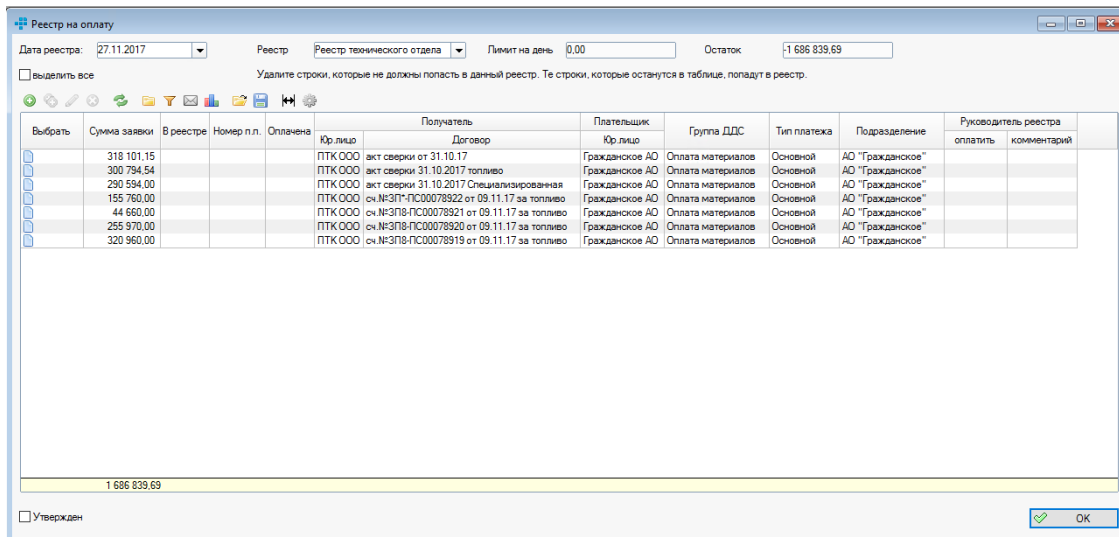 Реестр на оплату
Дата реестра: 27.11.2017 Реестр Реестр технического отдела Лимит на день 0,00 Остаток -1 686 839,69
выделить все Удалите строки, которые не должны попасть в данный реестр. Те строки, которые останутся в таблице, попадут в реестр.
Выбрать Сумма заявки В реестре Номер п.п. Оплачена Получатель Плательщик Группа ДДС Тип платежа Подразделение Руководитель реестра
Юр.лицо Договор Юр.лицо оплатить комментарий
318 101,15 ПТК ООО акт сверки от 31.10.17 Гражданское АО Оплата материалов Основной АО "Гражданское"
300 794,54 ПТК ООО акт сверки 31.10.2017 топливо Гражданское АО Оплата материалов Основной АО "Гражданское"
290 594,00 ПТК ООО акт сверки 31.10.2017 Специализированная Гражданское АО Оплата материалов Основной АО "Гражданское"
155 760,00 ПТК ООО сч.№ЗП*-ПС00078922 от 09.11.17 за топливо Гражданское АО Оплата материалов Основной АО "Гражданское"
44 660,00 ПТК ООО сч.№ЗП8-ПС00078921 от 09.11.17 за топливо Гражданское АО Оплата материалов Основной АО "Гражданское"
255 970,00 ПТК ООО сч.№ЗП8-ПС00078920 от 09.11.17 за топливо Гражданское АО Оплата материалов Основной АО "Гражданское"
320 960,00 ПТК ООО сч.№ЗП8-ПС00078919 от 09.11.17 за топливо Гражданское АО Оплата материалов Основной АО "Гражданское"
1 686 839,69
Утвержден OK